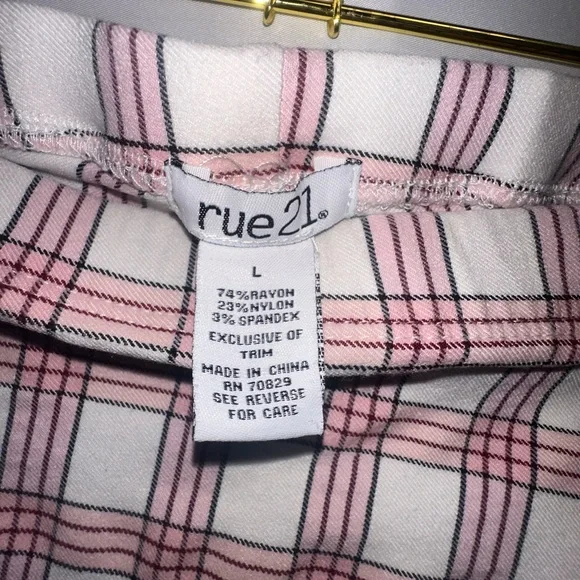 rue21®
L
74%RAYON
23%NYLON
3% SPANDEX
EXCLUSIVE OF
TRIM
MADE IN CHINA
RN 70829
SEE REVERSE
FOR CARE